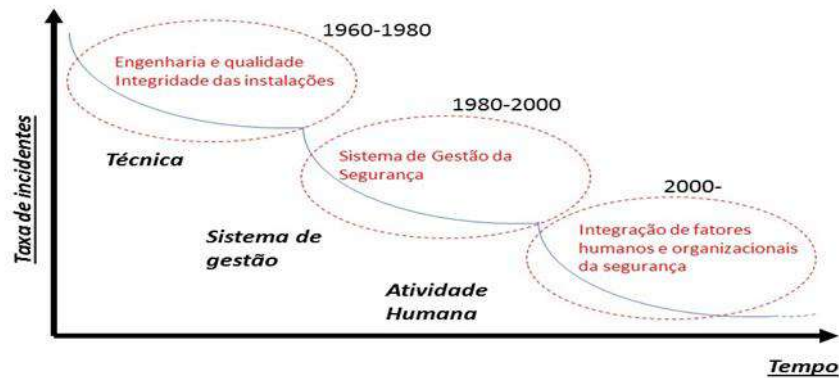 1960-1980
Engenharia e qualidade
Integridade das instalações
Técnica
1980-2000
Sistema de Gestão da
Segurança
Sistema de
gestão
2000-
Integração de fatores
humanos e organizacionais
da segurança
Atividade
Humana
Taxa de incidentes
Tempo